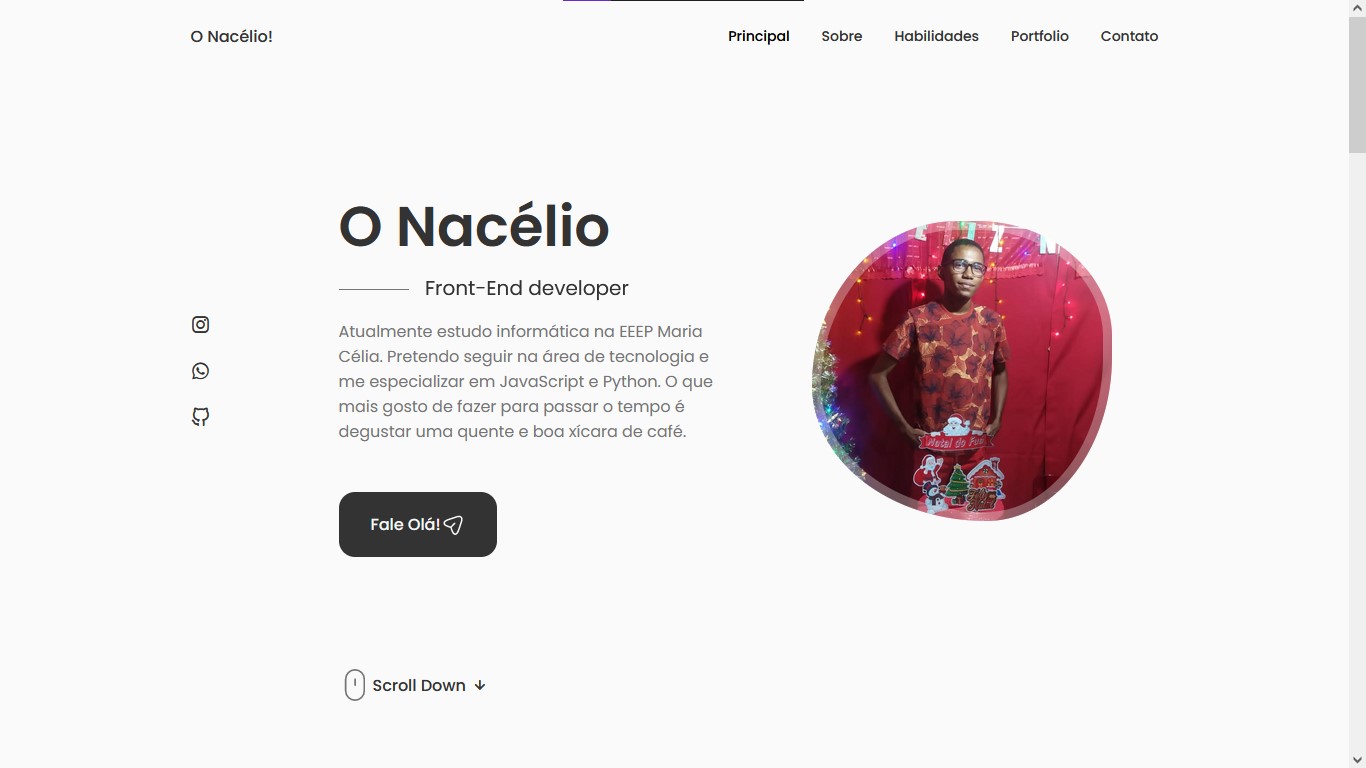 O Nacélio!
Principal Sobre Habilidades Portfolio Contato
O Nacélio
Front-End developer
Atualmente estudo informática na EEEP Maria
Célia. Pretendo seguir na área de tecnologia e
me especializar em JavaScript e Python. O que
mais gosto de fazer para passar o tempo é
degustar uma quente e boa xícara de café.
Fale Olá!
Natal do
Scroll Down